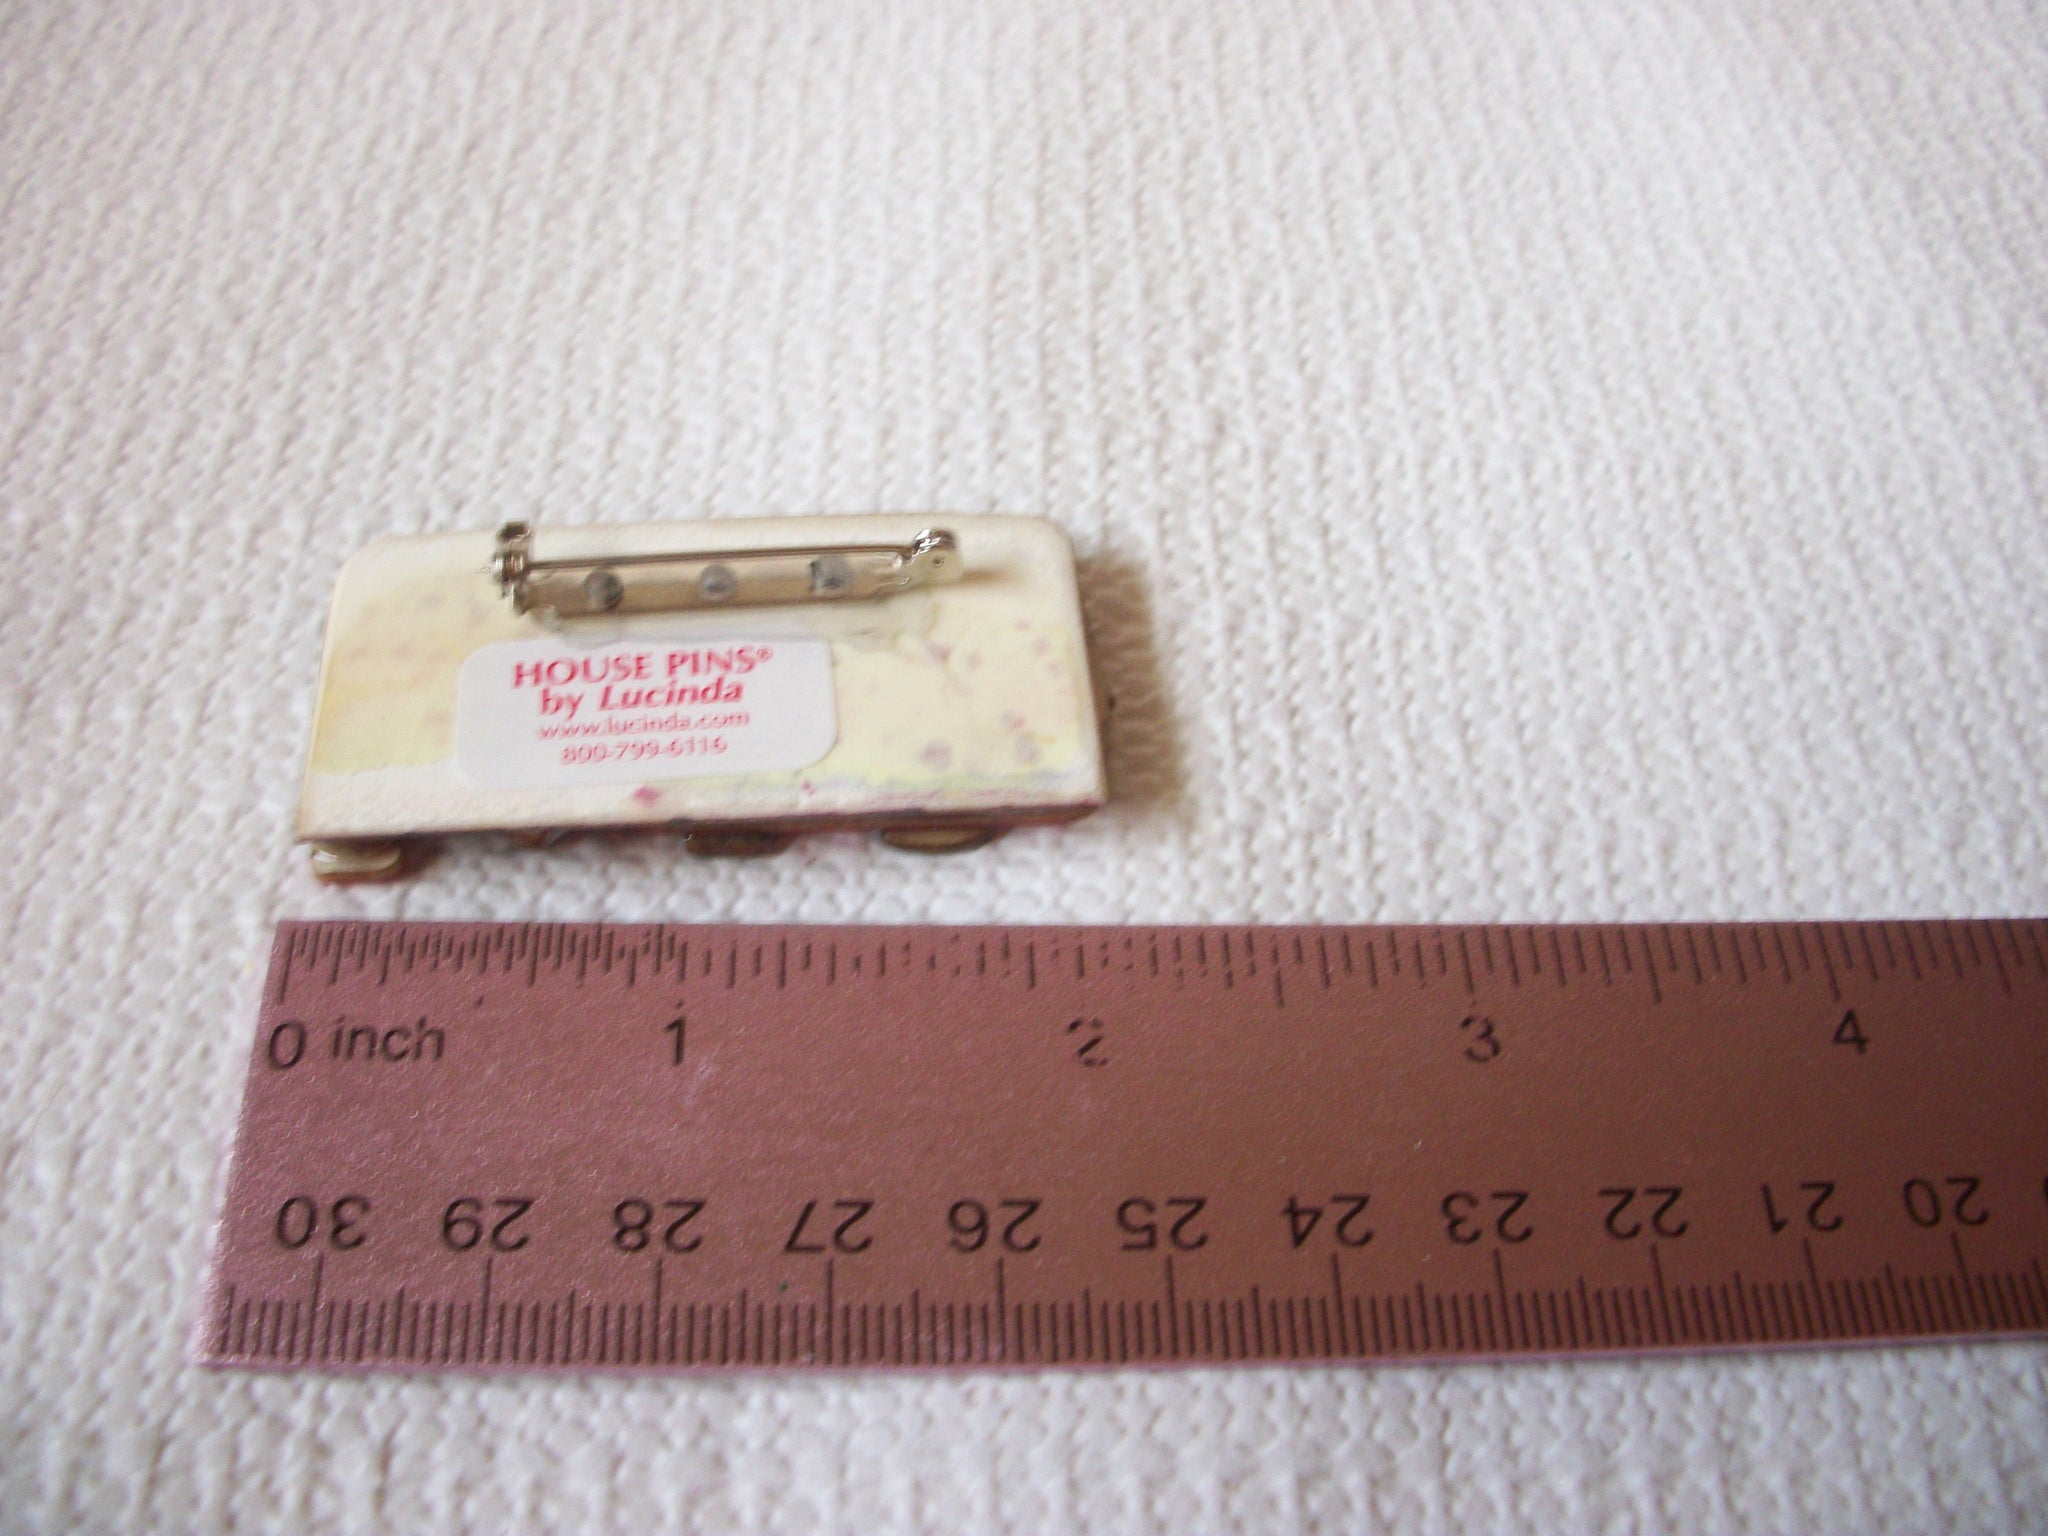 HOUSE PINS®
by Lucinda
www.lucinda.com
800-799-6116
0 inch 1 2 3 4
30 29 28 27 26 25 24 23 22 21 20